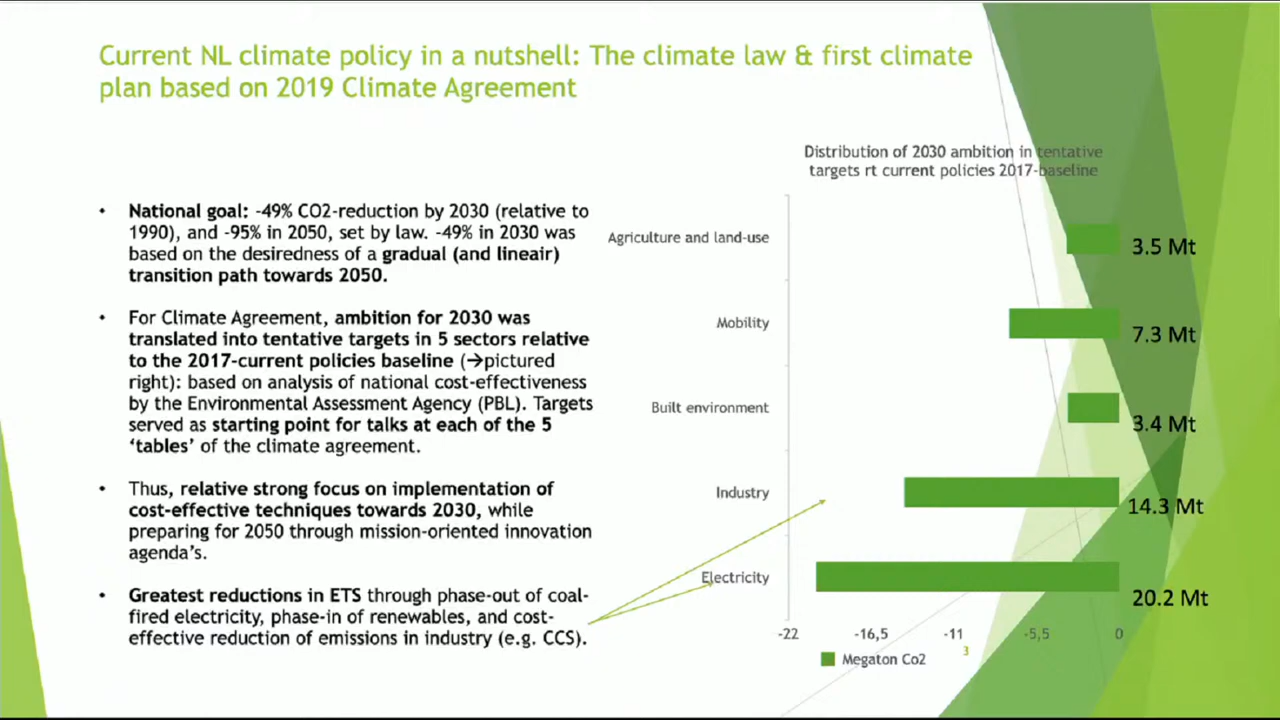 Current NL climate policy in a nutshell: The climate law & first climate
plan based on 2019 Climate Agreement
• National goal: -49% CO2-reduction by 2030 (relative to
1990), and -95% in 2050, set by law. -49% in 2030 was
based on the desiredness of a gradual (and lineair)
transition path towards 2050.
• For Climate Agreement, ambition for 2030 was
translated into tentative targets in 5 sectors relative
to the 2017-current policies baseline (→pictured
right): based on analysis of national cost-effectiveness
by the Environmental Assessment Agency (PBL). Targets
served as starting point for talks at each of the 5
‘tables’ of the climate agreement.
• Thus, relative strong focus on implementation of
cost-effective techniques towards 2030, while
preparing for 2050 through mission-oriented innovation
agenda’s.
• Greatest reductions in ETS through phase-out of coal-
fired electricity, phase-in of renewables, and cost-
effective reduction of emissions in industry (e.g. CCS).
Distribution of 2030 ambition in tentative
targets rt current policies 2017-baseline
Agriculture and land-use 3.5 Mt
Mobility 7.3 Mt
Built environment 3.4 Mt
Industry 14.3 Mt
Electricity 20.2 Mt
-22 -16,5 -11 -5,5 0
Megaton Co2
3